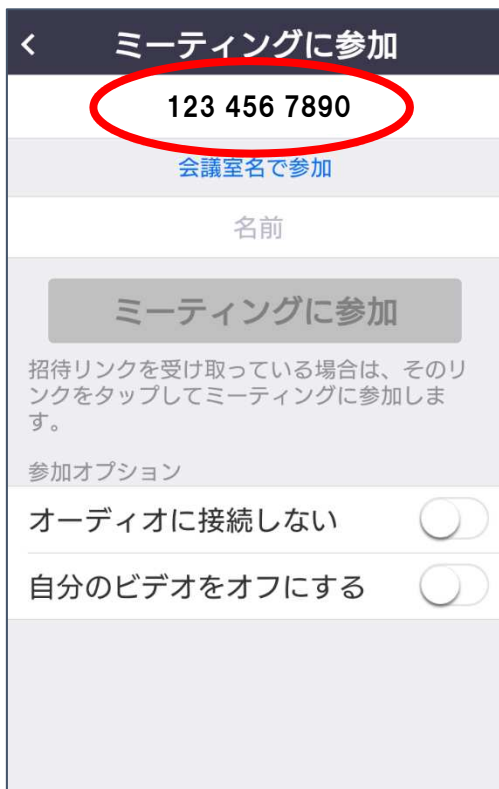 ミーティングに参加
123 456 7890
会議室名で参加
名前
ミーティングに参加
招待リンクを受け取っている場合は、そのリ
ンクをタップしてミーティングに参加しま
す。
参加オプション
オーディオに接続しない
自分のビデオをオフにする